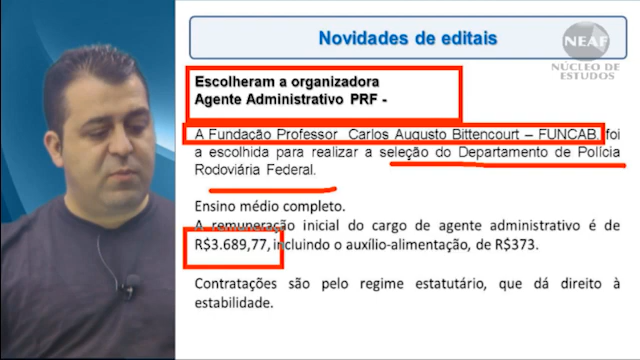 Novidades de editais
NEAF
NÚCLEO DE
ESTUDOS
Escolheram a organizadora
Agente Administrativo PRF -
A Fundação Professor Carlos Augusto Bittencourt – FUNCAB, foi
a escolhida para realizar a seleção do Departamento de Polícia
Rodoviária Federal.
Ensino médio completo.
A remuneração inicial do cargo de agente administrativo é de
R$3.689,77, incluindo o auxílio-alimentação, de R$373.
Contratações são pelo regime estatutário, que dá direito à
estabilidade.